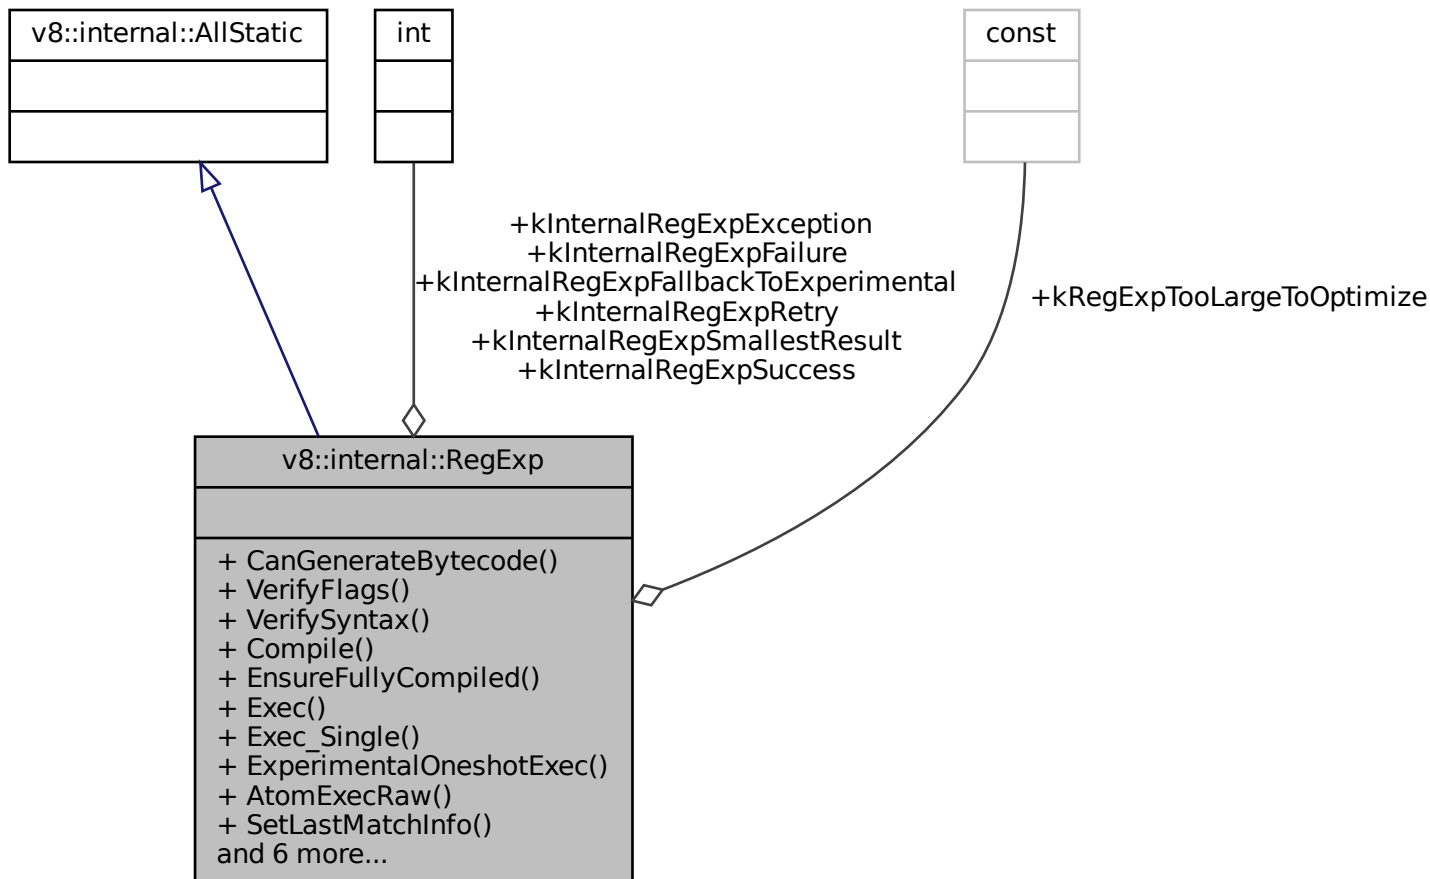 v8::internal::AllStatic
int
const
+kInternalRegExpException
+kInternalRegExpFailure
+kInternalRegExpFallbackToExperimental
+kInternalRegExpRetry
+kInternalRegExpSmallestResult
+kInternalRegExpSuccess
+kRegExpTooLargeToOptimize
v8::internal::RegExp
+ CanGenerateBytecode()
+ VerifyFlags()
+ VerifySyntax()
+ Compile()
+ EnsureFullyCompiled()
+ Exec()
+ Exec_Single()
+ ExperimentalOneshotExec()
+ AtomExecRaw()
+ SetLastMatchInfo()
and 6 more...